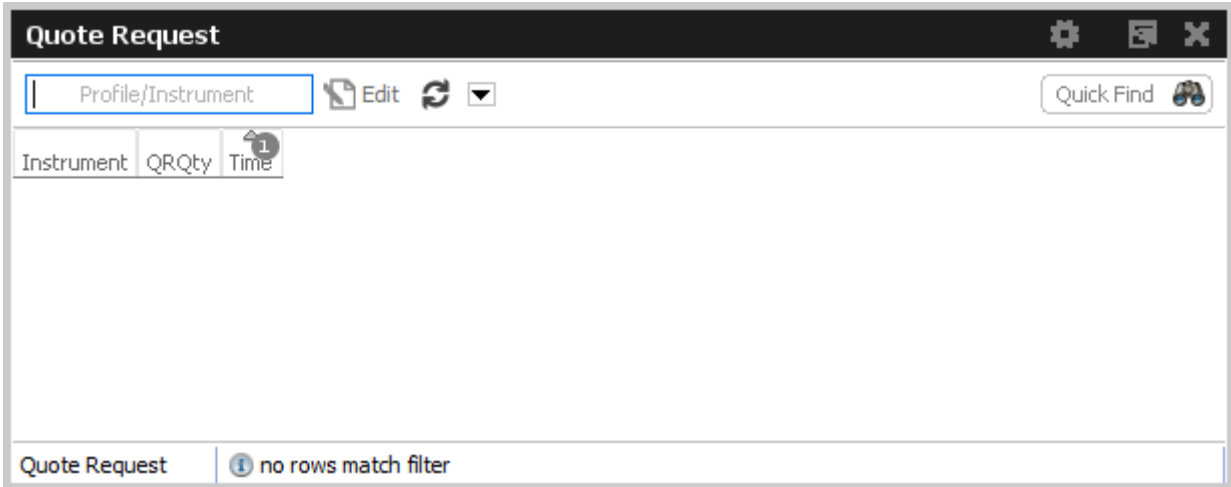 Quote Request
Profile/Instrument Edit Quick Find
Instrument QRQty Time 1
Quote Request no rows match filter